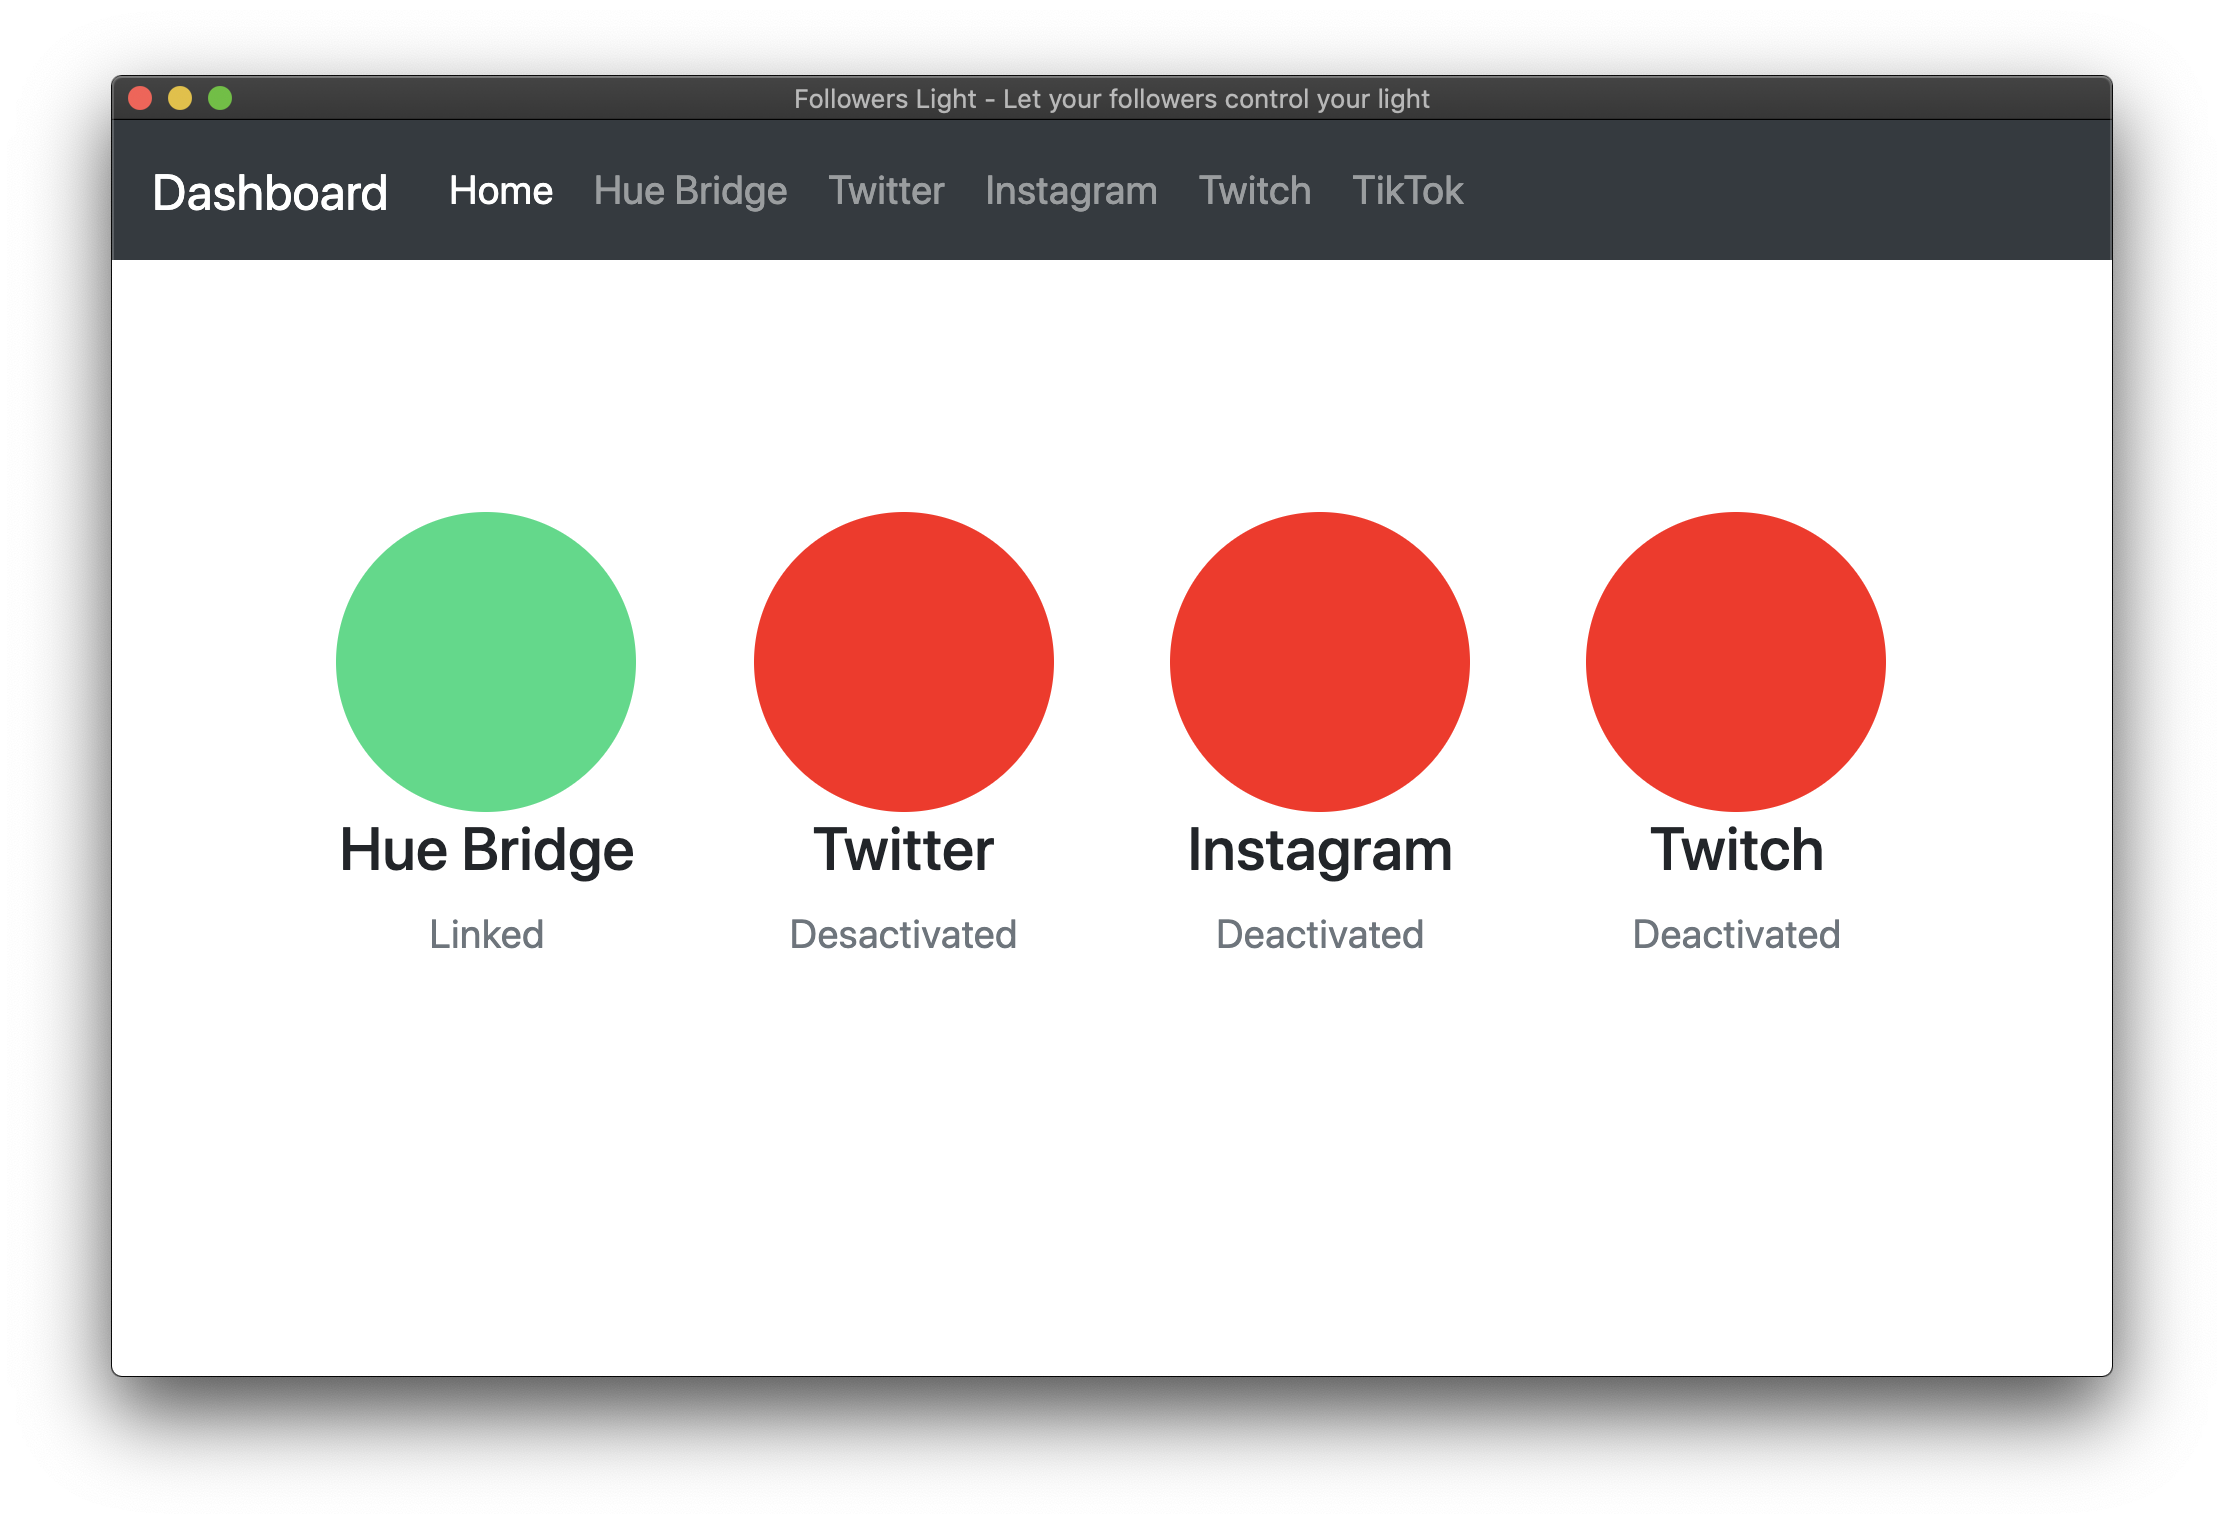 Followers Light - Let your followers control your light
Dashboard Home Hue Bridge Twitter Instagram Twitch TikTok
Hue Bridge Twitter Instagram Twitch
Linked Desactivated Deactivated Deactivated